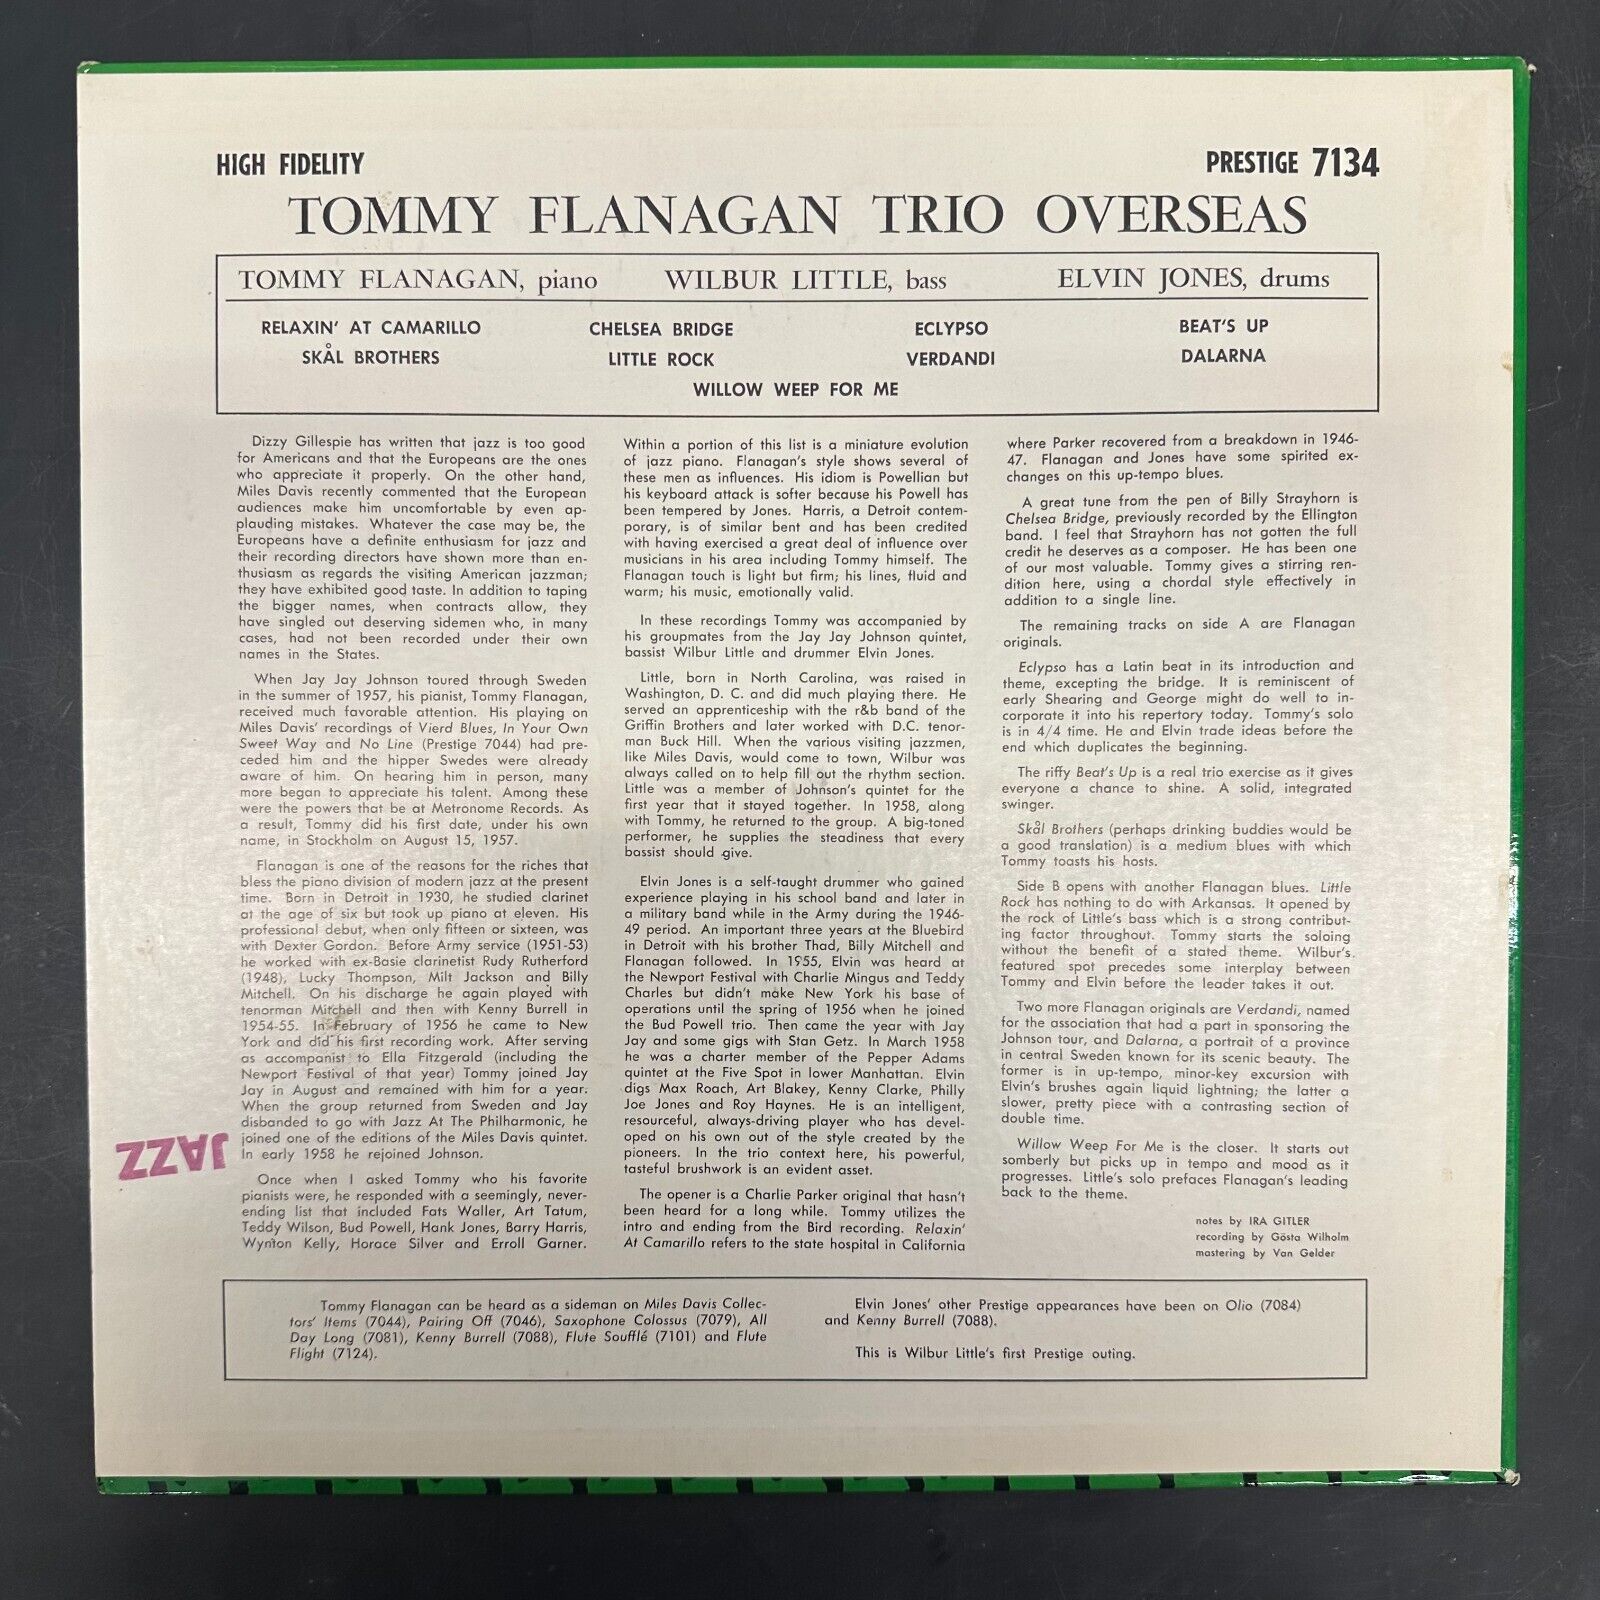 HIGH FIDELITY
PRESTIGE 7134
TOMMY FLANAGAN TRIO OVERSEAS
TOMMY FLANAGAN, piano WILBUR LITTLE, bass ELVIN JONES, drums
RELAXIN' AT CAMARILLO CHELSEA BRIDGE ECLYPSO BEAT'S UP
SKÅL BROTHERS LITTLE ROCK VERDANDI DALARNA
WILLOW WEEP FOR ME
Dizzy Gillespie has written that jazz is too good
for Americans and that the Europeans are the ones
who appreciate it properly. On the other hand,
Miles Davis recently commented that the European
audiences make him uncomfortable by even ap-
plauding mistakes. Whatever the case may be, the
Europeans have a definite enthusiasm for jazz and
their recording directors have shown more than en-
thusiasm as regards the visiting American jazzman;
they have exhibited good taste. In addition to taping
the bigger names, when contracts allow, they
have singled out deserving sidemen who, in many
cases, had not been recorded under their own
names in the States.
When Jay Jay Johnson toured through Sweden
in the summer of 1957, his pianist, Tommy Flanagan,
received much favorable attention. His playing on
Miles Davis' recordings of Vierd Blues, In Your Own
Sweet Way and No Line (Prestige 7044) had pre-
ceded him and the hipper Swedes were already
aware of him. On hearing him in person, many
more began to appreciate his talent. Among these
were the powers that be at Metronome Records. As
a result, Tommy did his first date, under his own
name, in Stockholm on August 15, 1957.
Flanagan is one of the reasons for the riches that
bless the piano division of modern jazz at the present
time. Born in Detroit in 1930, he studied clarinet
at the age of six but took up piano at eleven. His
professional debut, when only fifteen or sixteen, was
with Dexter Gordon. Before Army service (1951-53)
he worked with ex-Basie clarinetist Rudy Rutherford
(1948), Lucky Thompson, Milt Jackson and Billy
Mitchell. On his discharge he again played with
tenorman Mitchell and then with Kenny Burrell in
1954-55. In February of 1956 he came to New
York and did his first recording work. After serving
as accompanist to Ella Fitzgerald (including the
Newport Festival of that year) Tommy joined Jay
Jay in August and remained with him for a year.
When the group returned from Sweden and Jay
disbanded to go with Jazz At The Philharmonic, he
joined one of the editions of the Miles Davis quintet.
In early 1958 he rejoined Johnson.
Once when I asked Tommy who his favorite
pianists were, he responded with a seemingly, never-
ending list that included Fats Waller, Art Tatum,
Teddy Wilson, Bud Powell, Hank Jones, Barry Harris,
Wynton Kelly, Horace Silver and Erroll Garner.
Within a portion of this list is a miniature evolution
of jazz piano. Flanagan's style shows several of
these men as influences. His idiom is Powellian but
his keyboard attack is softer because his Powell has
been tempered by Jones. Harris, a Detroit contem-
porary, is of similar bent and has been credited
with having exercised a great deal of influence over
musicians in his area including Tommy himself. The
Flanagan touch is light but firm; his lines, fluid and
warm; his music, emotionally valid.
In these recordings Tommy was accompanied by
his groupmates from the Jay Jay Johnson quintet,
bassist Wilbur Little and drummer Elvin Jones.
Little, born in North Carolina, was raised in
Washington, D. C. and did much playing there. He
served an apprenticeship with the r&b band of the
Griffin Brothers and later worked with D.C. tenor-
man Buck Hill. When the various visiting jazzmen,
like Miles Davis, would come to town, Wilbur was
always called on to help fill out the rhythm section.
Little was a member of Johnson's quintet for the
first year that it stayed together. In 1958, along
with Tommy, he returned to the group. A big-toned
performer, he supplies the steadiness that every
bassist should give.
Elvin Jones is a self-taught drummer who gained
experience playing in his school band and later in
a military band while in the Army during the 1946-
49 period. An important three years at the Bluebird
in Detroit with his brother Thad, Billy Mitchell and
Flanagan followed. In 1955, Elvin was heard at
the Newport Festival with Charlie Mingus and Teddy
Charles but didn't make New York his base of
operations until the spring of 1956 when he joined
the Bud Powell trio. Then came the year with Jay
Jay and some gigs with Stan Getz. In March 1958
he was a charter member of the Pepper Adams
quintet at the Five Spot in lower Manhattan. Elvin
digs Max Roach, Art Blakey, Kenny Clarke, Philly
Joe Jones and Roy Haynes. He is an intelligent,
resourceful, always-driving player who has devel-
oped on his own out of the style created by the
pioneers. In the trio context here, his powerful,
tasteful brushwork is an evident asset.
The opener is a Charlie Parker original that hasn't
been heard for a long while. Tommy utilizes the
intro and ending from the Bird recording. Relaxin'
At Camarillo refers to the state hospital in California
where Parker recovered from a breakdown in 1946-
47. Flanagan and Jones have some spirited ex-
changes on this up-tempo blues.
A great tune from the pen of Billy Strayhorn is
Chelsea Bridge, previously recorded by the Ellington
band. I feel that Strayhorn has not gotten the full
credit he deserves as a composer. He has been one
of our most valuable. Tommy gives a stirring ren-
dition here, using a chordal style effectively in
addition to a single line.
The remaining tracks on side A are Flanagan
originals.
Eclypso has a Latin beat in its introduction and
theme, excepting the bridge. It is reminiscent of
early Shearing and George might do well to in-
corporate it into his repertory today. Tommy's solo
is in 4/4 time. He and Elvin trade ideas before the
end which duplicates the beginning.
The riffy Beat's Up is a real trio exercise as it gives
everyone a chance to shine. A solid, integrated
swinger.
Skål Brothers (perhaps drinking buddies would be
a good translation) is a medium blues with which
Tommy toasts his hosts.
Side B opens with another Flanagan blues. Little
Rock has nothing to do with Arkansas. It opened by
the rock of Little's bass which is a strong contribut-
ing factor throughout. Tommy starts the soloing
without the benefit of a stated theme. Wilbur's
featured spot precedes some interplay between
Tommy and Elvin before the leader takes it out.
Two more Flanagan originals are Verdandi, named
for the association that had a part in sponsoring the
Johnson tour, and Dalarna, a portrait of a province
in central Sweden known for its scenic beauty. The
former is in up-tempo, minor-key excursion with
Elvin's brushes again liquid lightning; the latter a
slower, pretty piece with a contrasting section of
double time.
Willow Weep For Me is the closer. It starts out
somberly but picks up in tempo and mood as it
progresses. Little's solo prefaces Flanagan's leading
back to the theme.
notes by IRA GITLER
recording by Gösta Wilholm
mastering by Van Gelder
JAZZ
Tommy Flanagan can be heard as a sideman on Miles Davis Collec-
tors' Items (7044), Pairing Off (7046), Saxophone Colossus (7079), All
Day Long (7081), Kenny Burrell (7088), Flute Soufflé (7101) and Flute
Flight (7124).
Elvin Jones' other Prestige appearances have been on Olio (7084)
and Kenny Burrell (7088).
This is Wilbur Little's first Prestige outing.